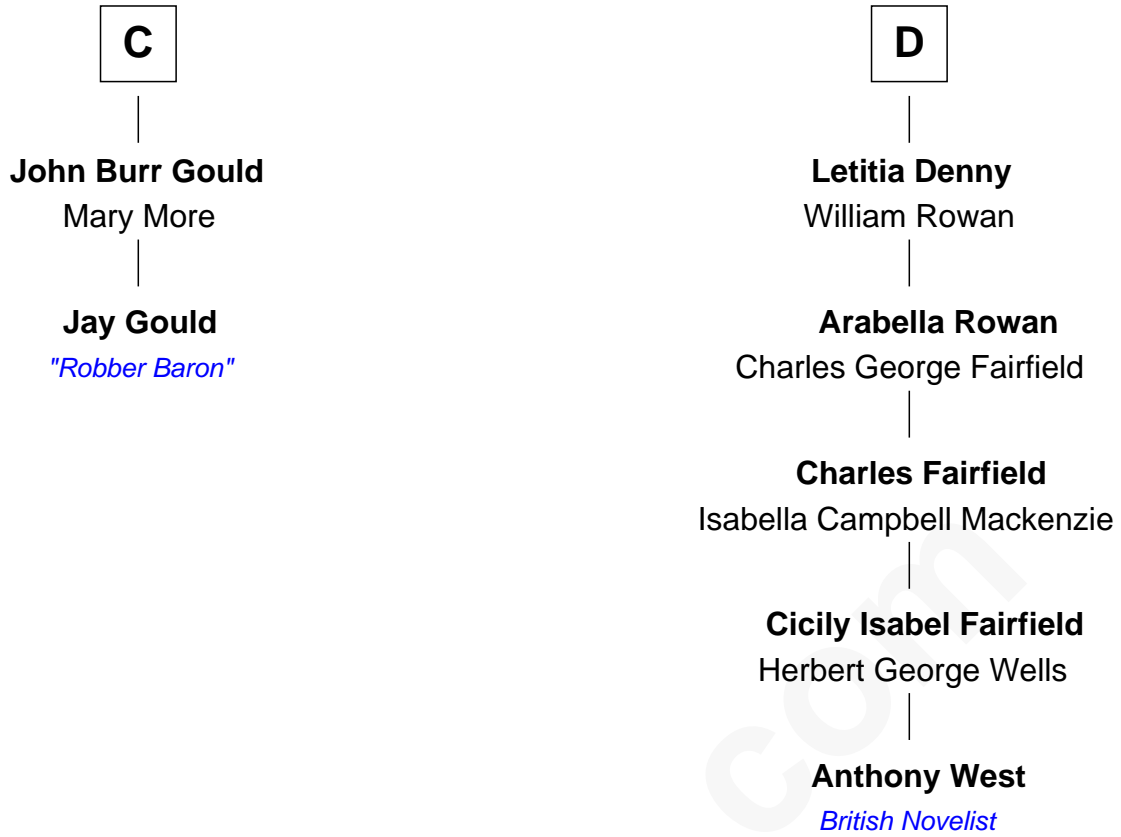 C
John Burr Gould
Mary More
Jay Gould
"Robber Baron"
D
Letitia Denny
William Rowan
Arabella Rowan
Charles George Fairfield
Charles Fairfield
Isabella Campbell Mackenzie
Cicily Isabel Fairfield
Herbert George Wells
Anthony West
British Novelist
com